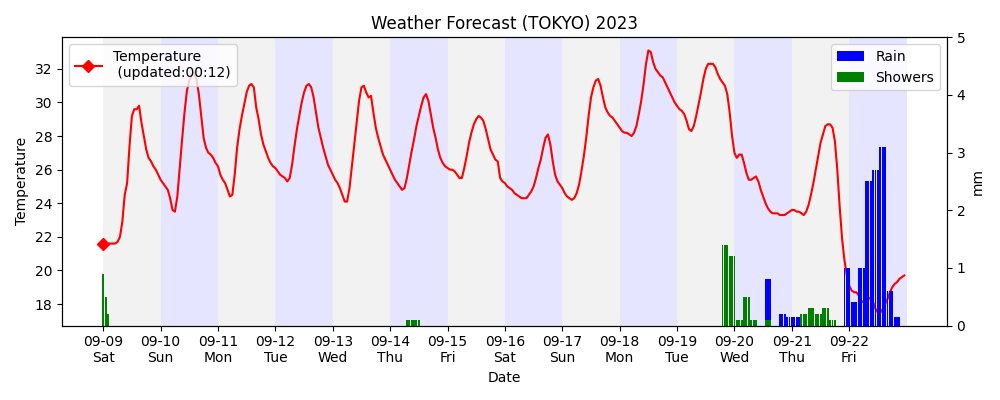 Weather Forecast (TOKYO) 2023
Temperature
(updated:00:12)
Rain
Showers
Temperature
32
30
28
26
24
22
20
18
5
4
3
2
1
0
mm
09-09 09-10 09-11 09-12 09-13 09-14 09-15 09-16 09-17 09-18 09-19 09-20 09-21 09-22
Sat Sun Mon Tue Wed Thu Fri Sat Sun Mon Tue Wed Thu Fri
Date